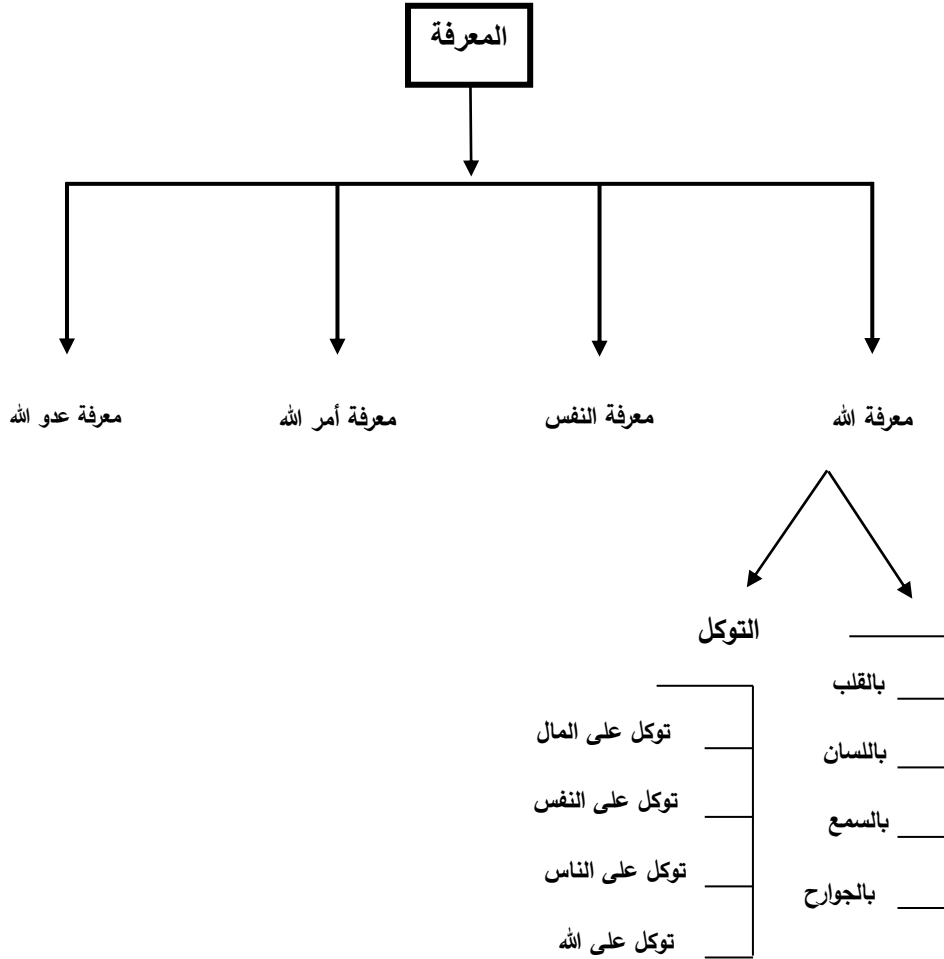 المعرفة
معرفة الله
معرفة النفس
معرفة أمر الله
معرفة عدو الله
التوكل
بالقلب
باللسان
بالسمع
بالجوارح
توكل على المال
توكل على النفس
توكل على الناس
توكل على الله